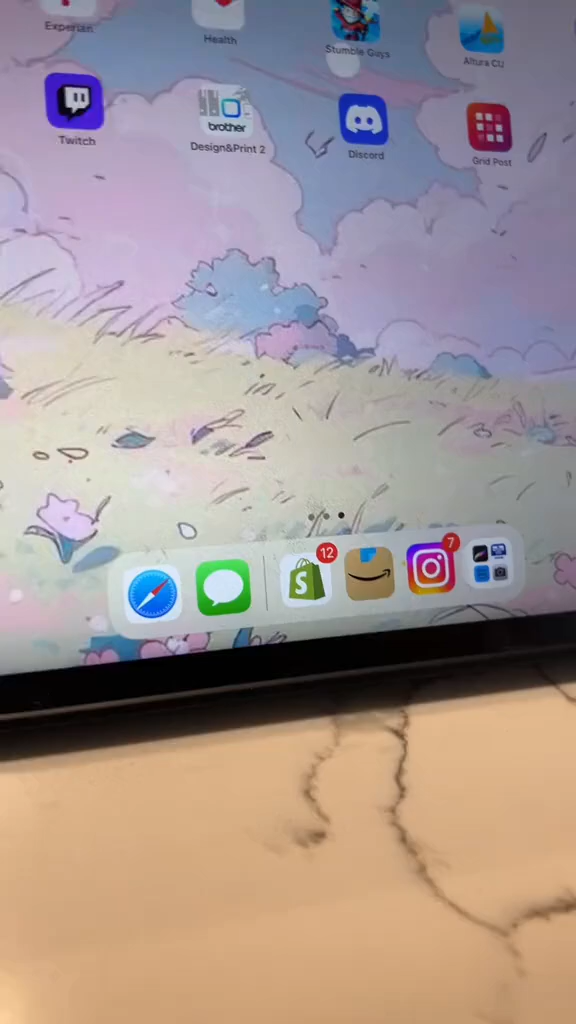 Experian
Health
Stumble Guys
Altura CU
Twitch
brother
Design&Print 2
Discord
Grid Post
12
7
S